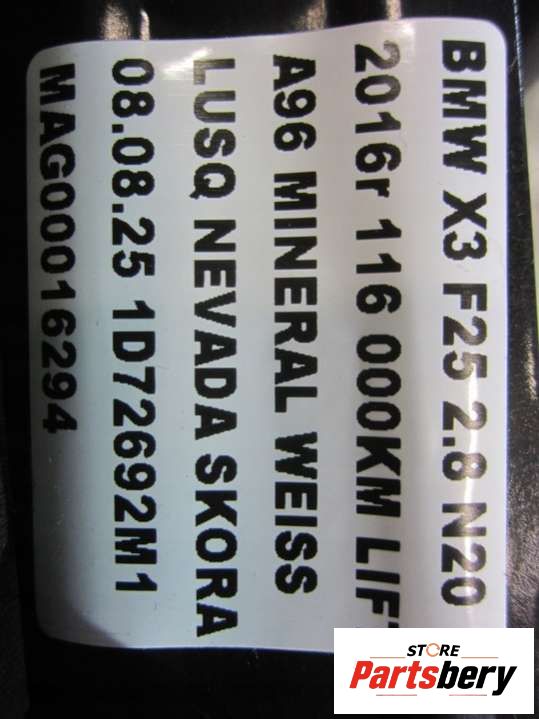 BMW X3 F25 2.8 N20
2016r 116 000KM LIFT
A96 MINERAL WEISS
LUSQ NEVADA SKORA
08.08.25 1D72692M1
MAG00016294
STORE
Partsbery